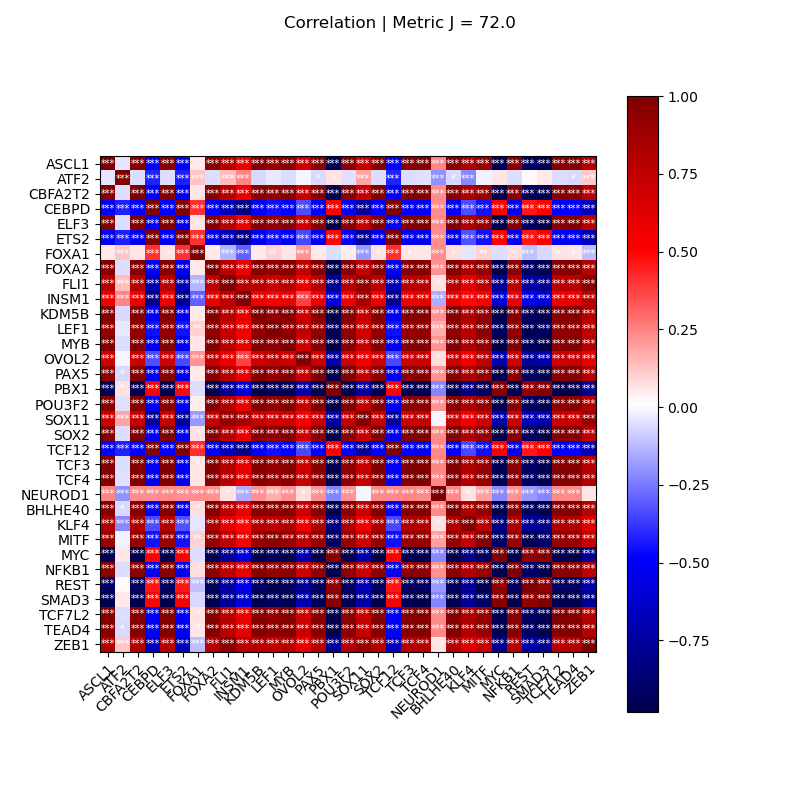 Correlation | Metric J = 72.0
ASCL1
ATF2
CBFA2T2
CEBPD
ELF3
ETS2
FOXA1
FOXA2
FLI1
INSM1
KDM5B
LEF1
MYB
OVOL2
PAX5
PBX1
POU3F2
SOX11
SOX2
TCF12
TCF3
TCF4
NEUROD1
BHLHE40
KLF4
MITF
MYC
NFKB1
REST
SMAD3
TCF7L2
TEAD4
ZEB1
ASCL1
ATF2
CBFA2T2
CEBPD
ELF3
ETS2
FOXA1
FOXA2
FLI1
INSM1
KDM5B
LEF1
MYB
OVOL2
PAX5
PBX1
POU3F2
SOX11
SOX2
TCF12
TCF3
TCF4
NEUROD1
BHLHE40
KLF4
MITF
MYC
NFKB1
REST
SMAD3
TCF7L2
TEAD4
ZEB1
1.00
0.75
0.50
0.25
0.00
−0.25
−0.50
−0.75